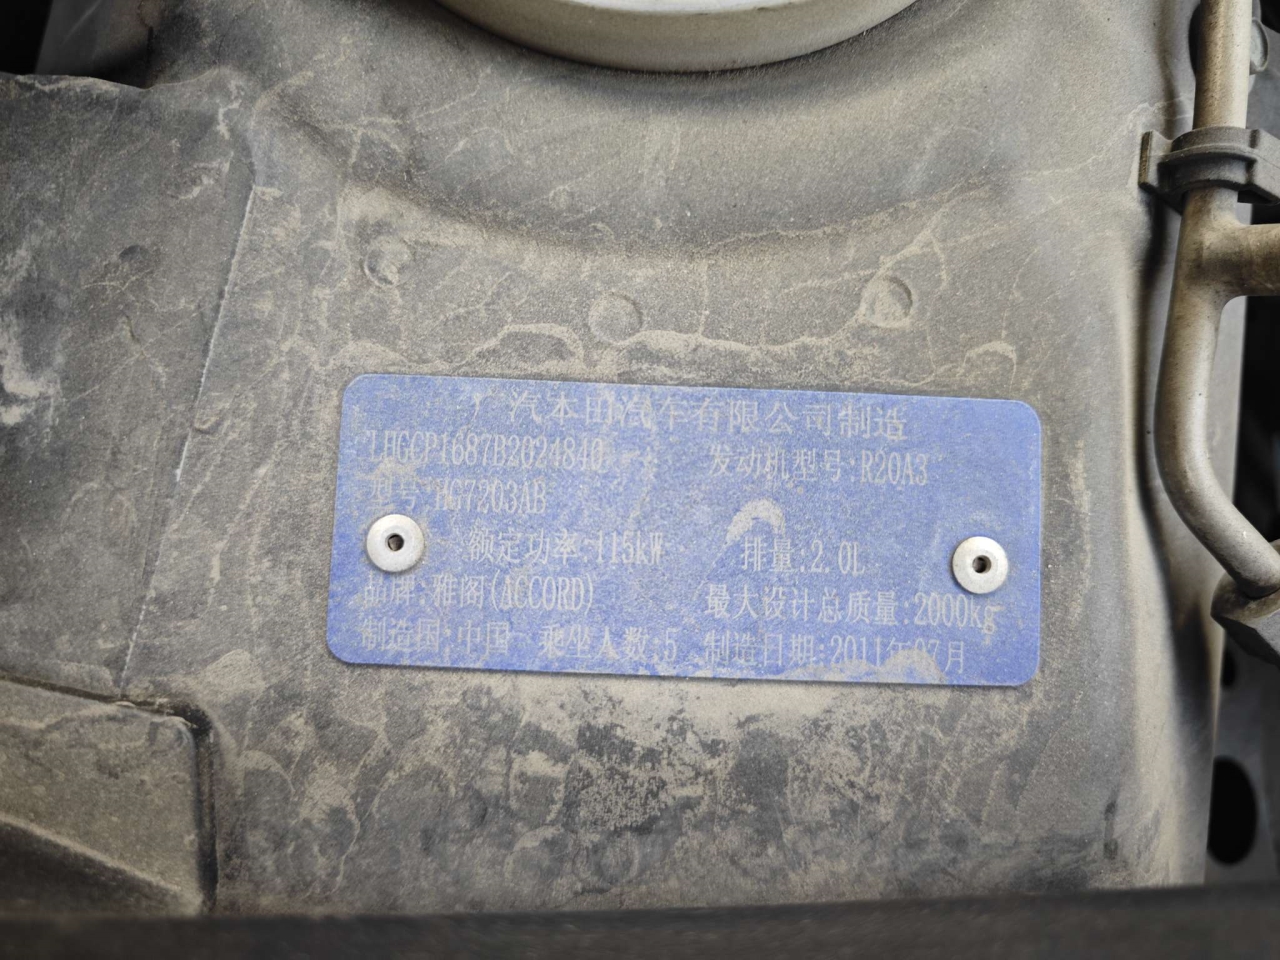 广汽本田汽车有限公司制造
LHGCP1687B2024840 发动机型号:R20A3
型号:HG7203AB
额定功率:115kW 排量:2.0L
品牌:雅阁(ACCORD) 最大设计总质量:2000kg
制造国:中国 乘坐人数:5 制造日期:2011年07月